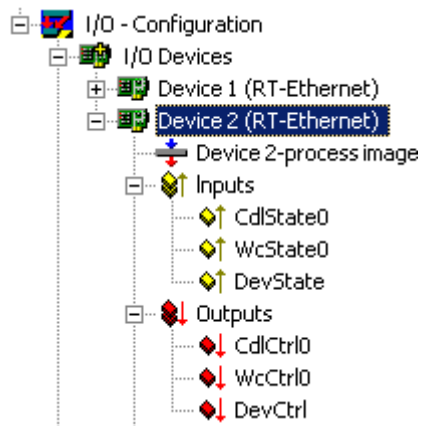 I/O - Configuration
I/O Devices
Device 1 (RT-Ethernet)
Device 2 (RT-Ethernet)
Device 2-process image
Inputs
CdlState0
WcState0
DevState
Outputs
CdlCtrl0
WcCtrl0
DevCtrl